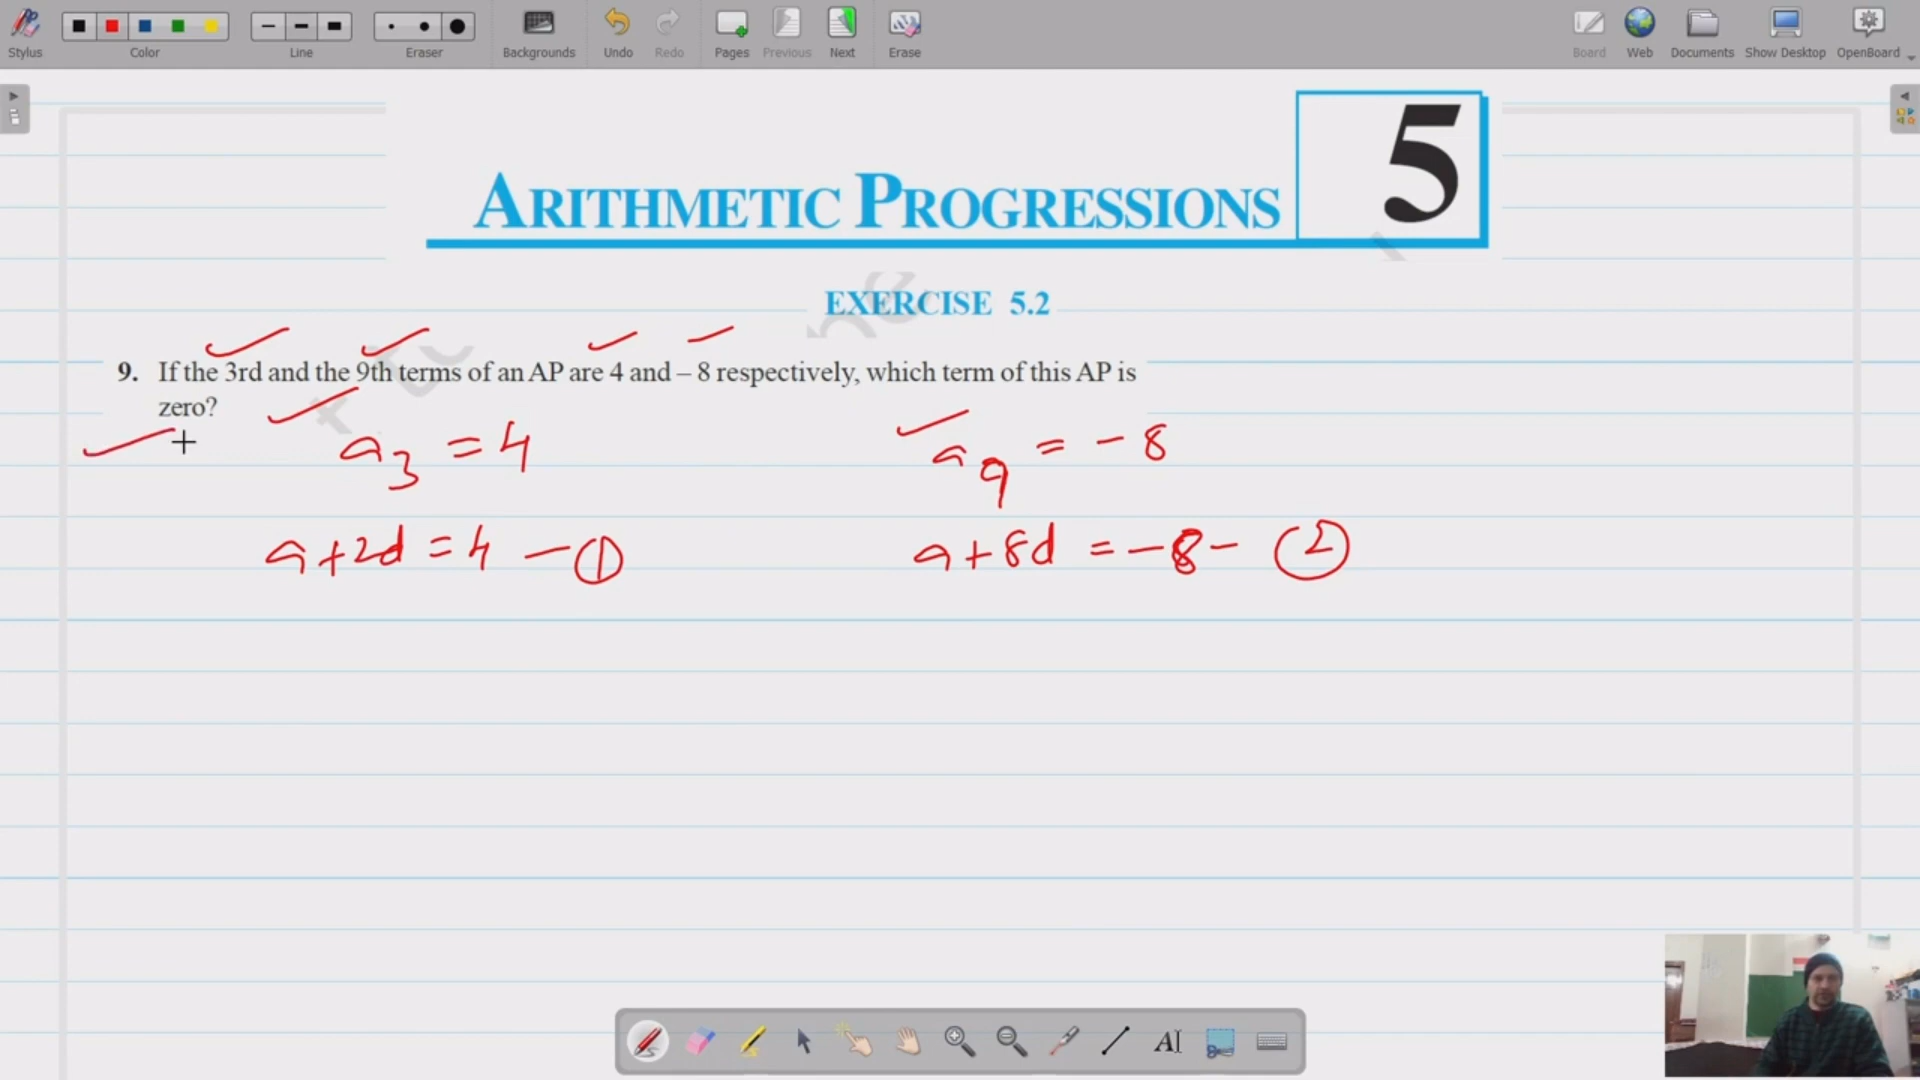 Stylus Color Line Eraser Backgrounds Undo Redo Pages Previous Next Erase Board Web Documents Show Desktop OpenBoard
ARITHMETIC PROGRESSIONS 5
EXERCISE 5.2
9. If the 3rd and the 9th terms of an AP are 4 and – 8 respectively, which term of this AP is
zero?
a₃ = 4 a₉ = -8
a+2d = 4 — ① a+8d = -8 - ②
AI